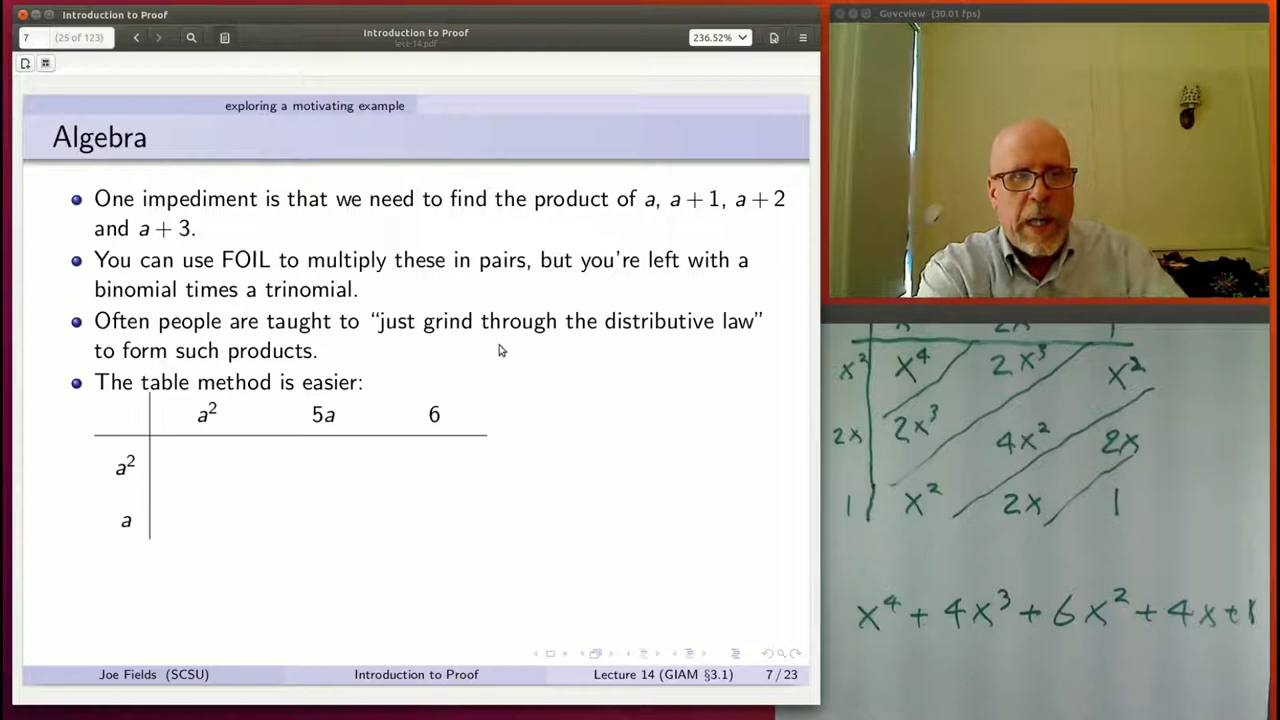 Introduction to Proof
7 (25 of 123)
Introduction to Proof
lect-14.pdf
236.52%
exploring a motivating example
Algebra
One impediment is that we need to find the product of a, a + 1, a + 2
and a + 3.
You can use FOIL to multiply these in pairs, but you're left with a
binomial times a trinomial.
Often people are taught to “just grind through the distributive law”
to form such products.
The table method is easier:
a² 5a 6
a²
a
Joe Fields (SCSU) Introduction to Proof Lecture 14 (GIAM §3.1) 7 / 23
Guvcview (30.01 fps)
x² x⁴ 2x³ x²
2x 2x³ 4x² 2x
1 x² 2x 1
x⁴ + 4x³ + 6x² + 4x + 1